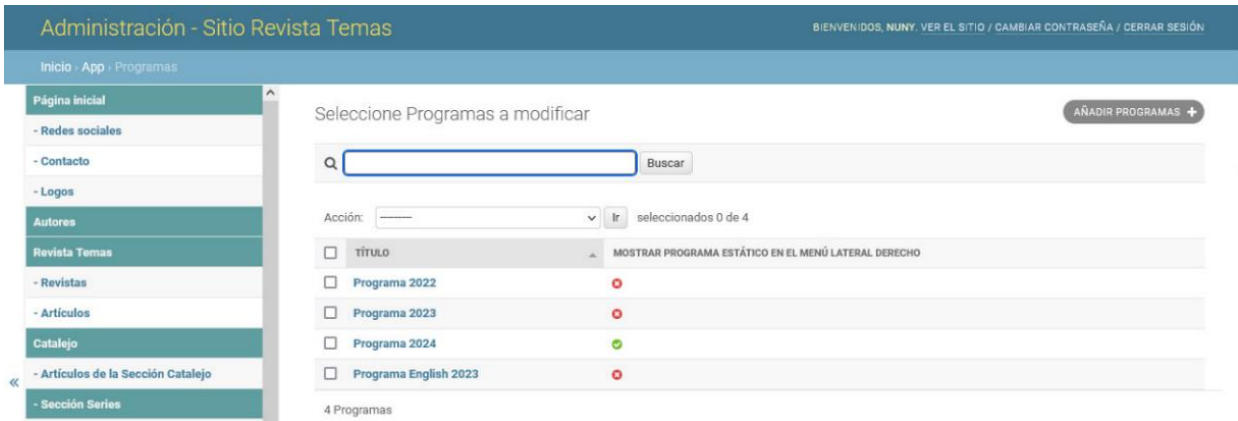 Administración - Sitio Revista Temas
BIENVENIDOS, NUNY. VER EL SITIO / CAMBIAR CONTRASEÑA / CERRAR SESIÓN
Inicio › App › Programas
Página inicial
- Redes sociales
- Contacto
- Logos
Autores
Revista Temas
- Revistas
- Artículos
Catalejo
- Artículos de la Sección Catalejo
- Sección Series
«
Seleccione Programas a modificar
AÑADIR PROGRAMAS +
Buscar
Acción: --------- Ir seleccionados 0 de 4
TÍTULO MOSTRAR PROGRAMA ESTÁTICO EN EL MENÚ LATERAL DERECHO
Programa 2022
Programa 2023
Programa 2024
Programa English 2023
4 Programas